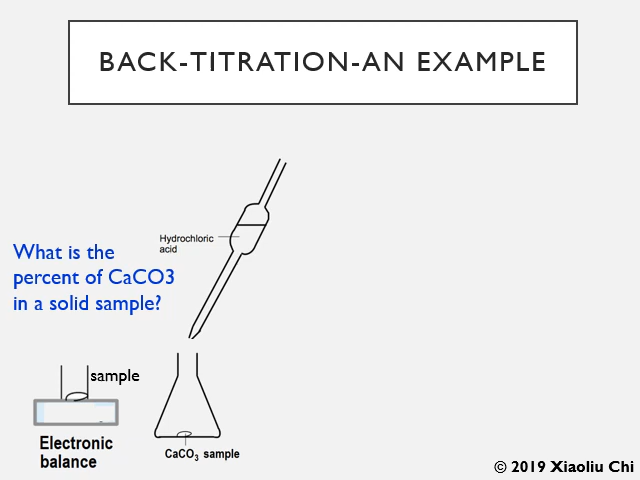 BACK-TITRATION-AN EXAMPLE
Hydrochloric
acid
What is the
percent of CaCO3
in a solid sample?
sample
Electronic
balance
CaCO₃ sample
© 2019 Xiaoliu Chi